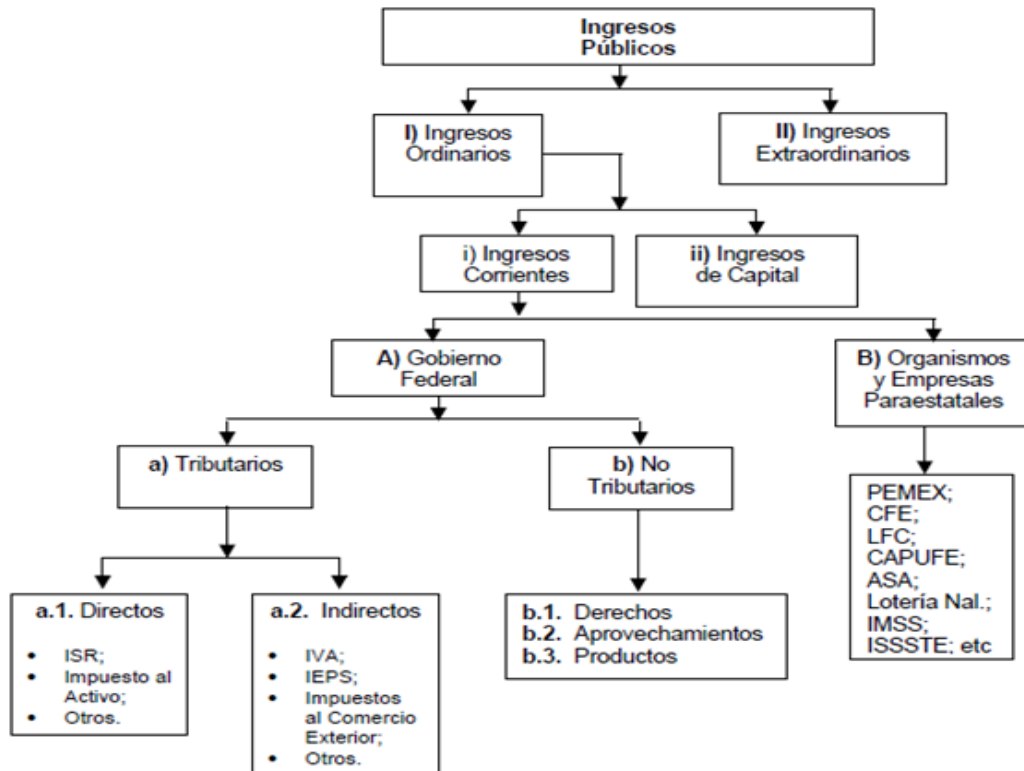 Ingresos
Públicos
I) Ingresos
Ordinarios
II) Ingresos
Extraordinarios
i) Ingresos
Corrientes
ii) Ingresos
de Capital
A) Gobierno
Federal
B) Organismos
y Empresas
Paraestatales
a) Tributarios
b) No
Tributarios
PEMEX;
CFE;
LFC;
CAPUFE;
ASA;
Lotería Nal.;
IMSS;
ISSSTE; etc
a.1. Directos
• ISR;
• Impuesto al
Activo;
• Otros.
a.2. Indirectos
• IVA;
• IEPS;
• Impuestos
al Comercio
Exterior;
• Otros.
b.1. Derechos
b.2. Aprovechamientos
b.3. Productos